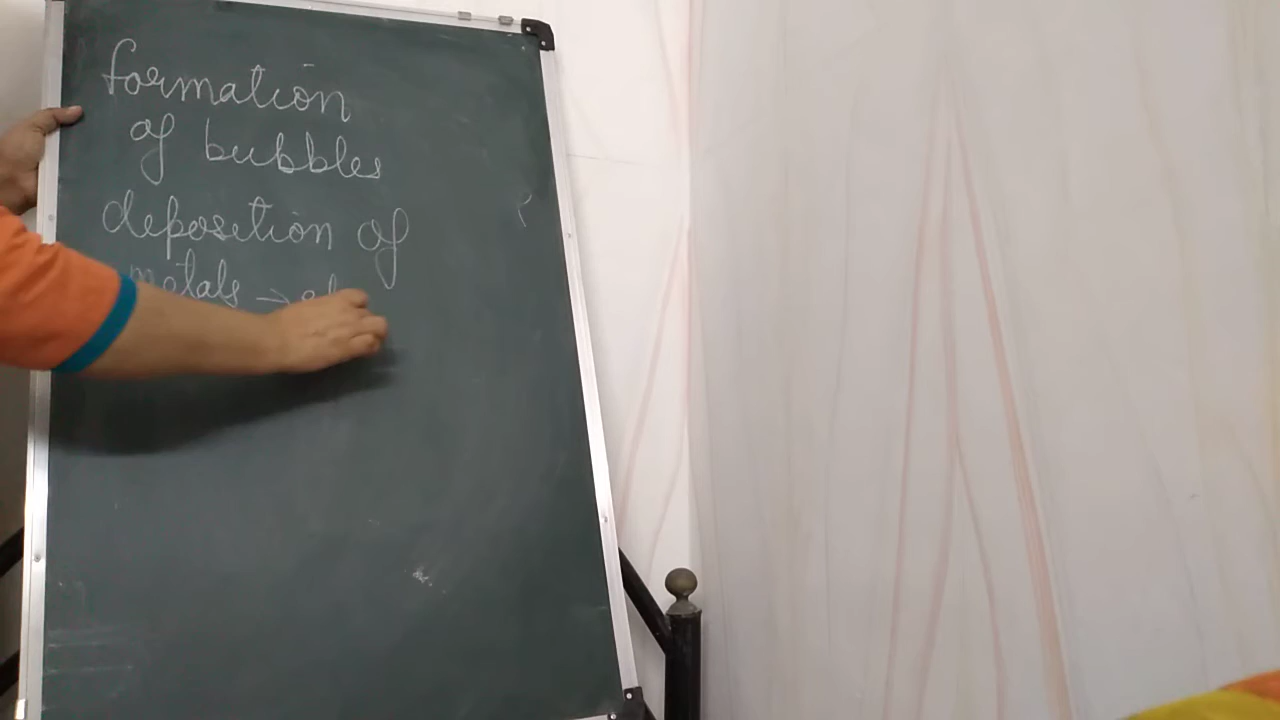 formation
of bubbles
deposition of
metals →